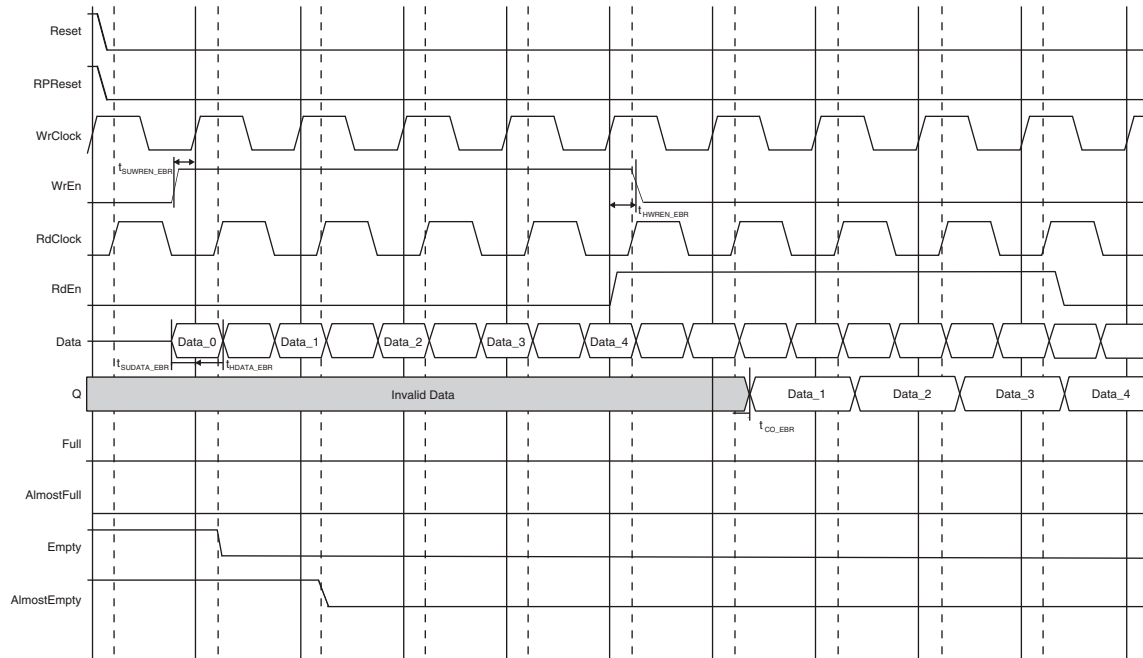 Reset
RPReset
WrClock
tSUWREN_EBR
WrEn
tHWREN_EBR
RdClock
RdEn
Data
Data_0
Data_1
Data_2
Data_3
Data_4
tSUDATA_EBR
tHDATA_EBR
Q
Invalid Data
Data_1
Data_2
Data_3
Data_4
tCO_EBR
Full
AlmostFull
Empty
AlmostEmpty